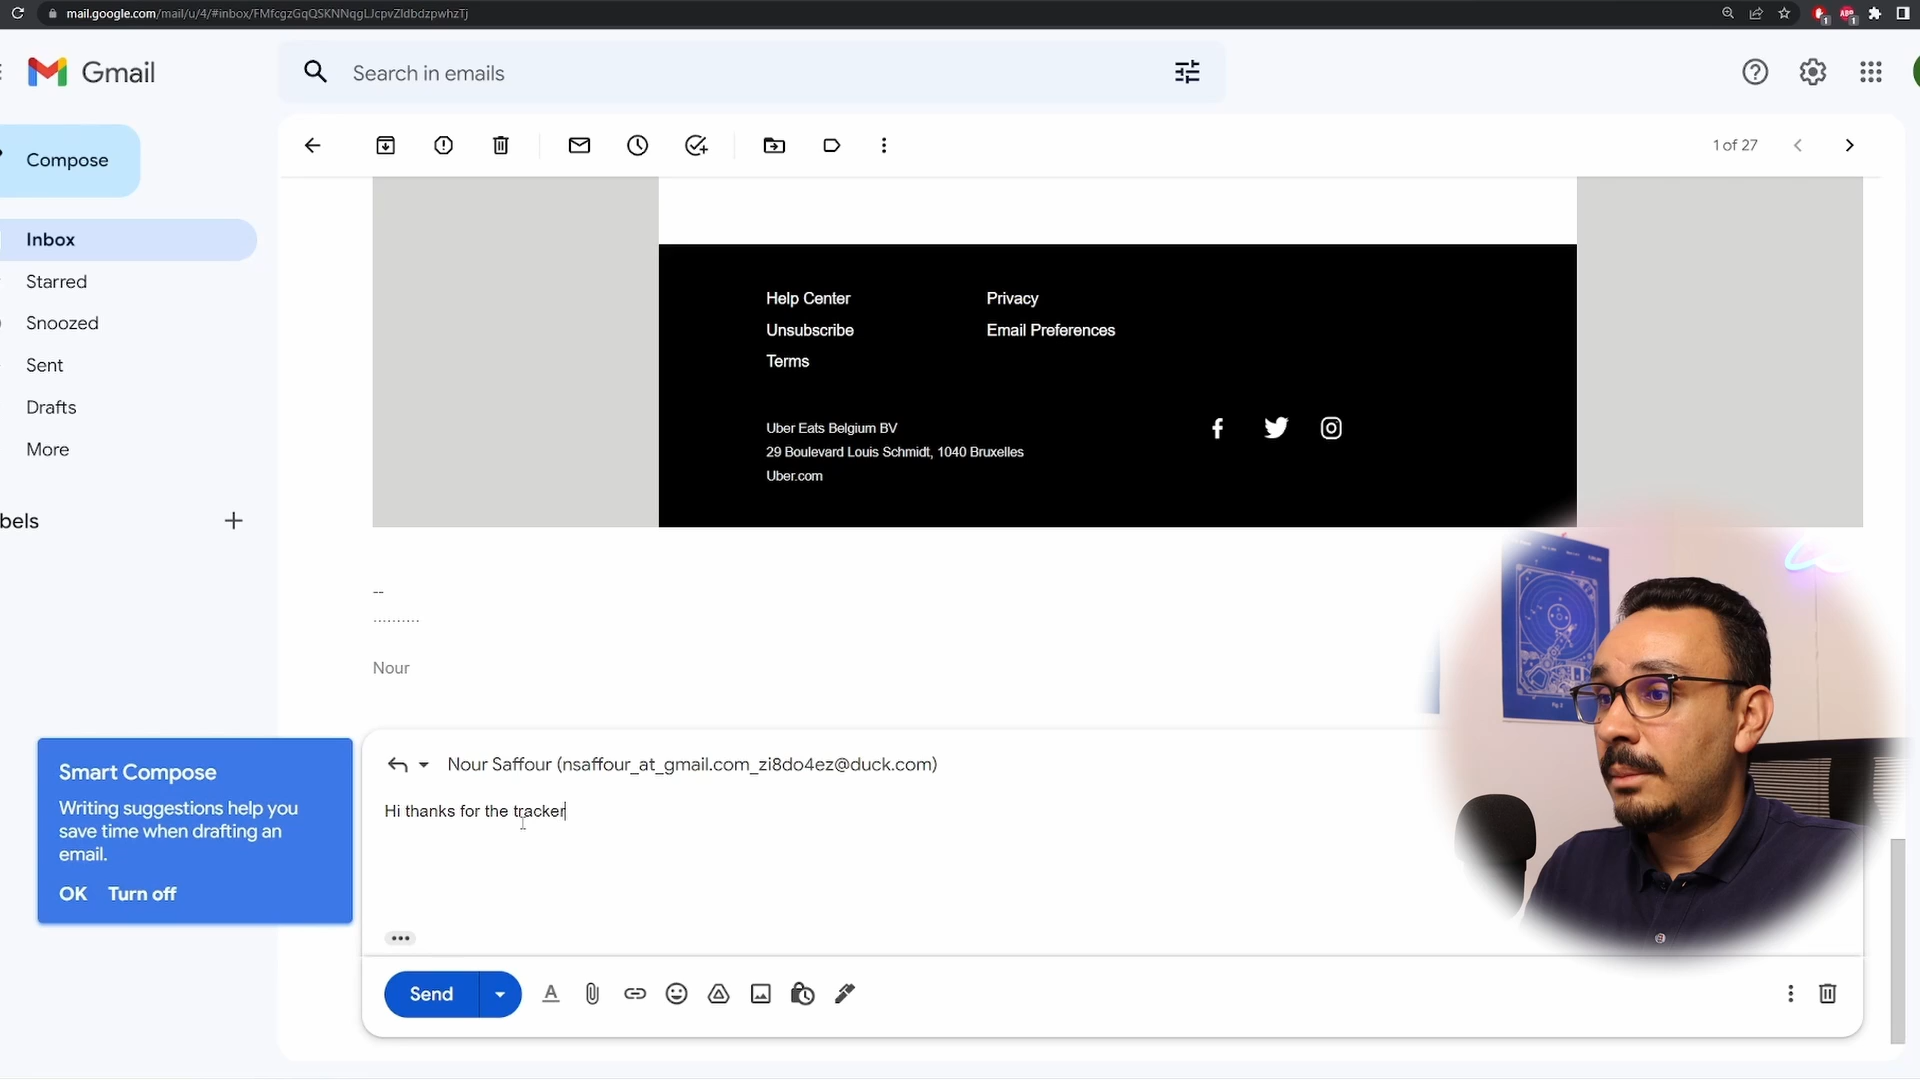 mail.google.com/mail/u/4/#inbox/FMfcgzGqQSKNNqgLJcpvZldbdzpwhzTj
ABP
1
1
Gmail
Search in emails
Compose
1 of 27
Inbox
Starred
Snoozed
Sent
Drafts
More
bels
Help Center
Privacy
Unsubscribe
Email Preferences
Terms
Uber Eats Belgium BV
29 Boulevard Louis Schmidt, 1040 Bruxelles
Uber.com
--
..........
Nour
Smart Compose
Writing suggestions help you
save time when drafting an
email.
OK Turn off
Nour Saffour (nsaffour_at_gmail.com_zi8do4ez@duck.com)
Hi thanks for the tracker
Send